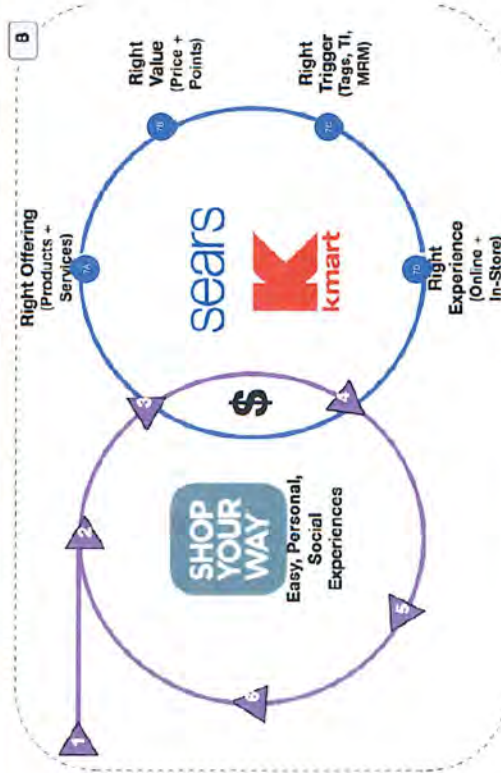 B
Right Offering
(Products +
Services)
7A
Right
Value
(Price +
Points)
7B
Right
Trigger
(Tags, TI,
MRM)
7C
Right
Experience
(Online +
In-Store)
7D
sears
K
kmart
$
SHOP
YOUR
WAY
Easy, Personal,
Social
Experiences
1
2
3
4
5
6